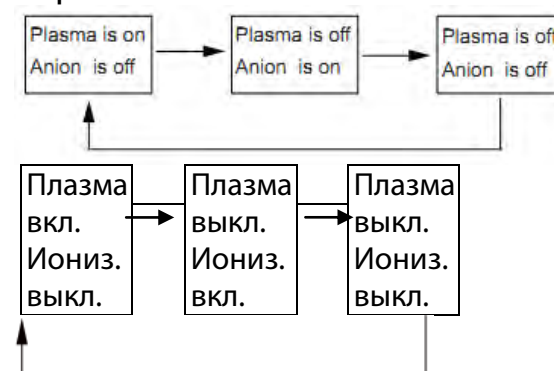 Plasma is on
Anion is off
Plasma is off
Anion is on
Plasma is off
Anion is off
Плазма
вкл.
Иониз.
выкл.
Плазма
выкл.
Иониз.
вкл.
Плазма
выкл.
Иониз.
выкл.